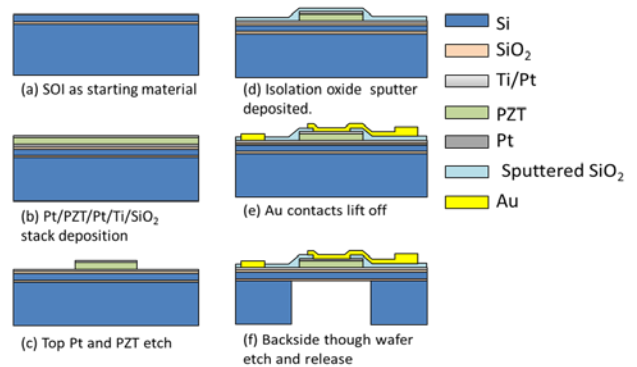 (a) SOI as starting material
(b) Pt/PZT/Pt/Ti/SiO₂
stack deposition
(c) Top Pt and PZT etch
(d) Isolation oxide sputter
deposited.
(e) Au contacts lift off
(f) Backside though wafer
etch and release
Si
SiO₂
Ti/Pt
PZT
Pt
Sputtered SiO₂
Au